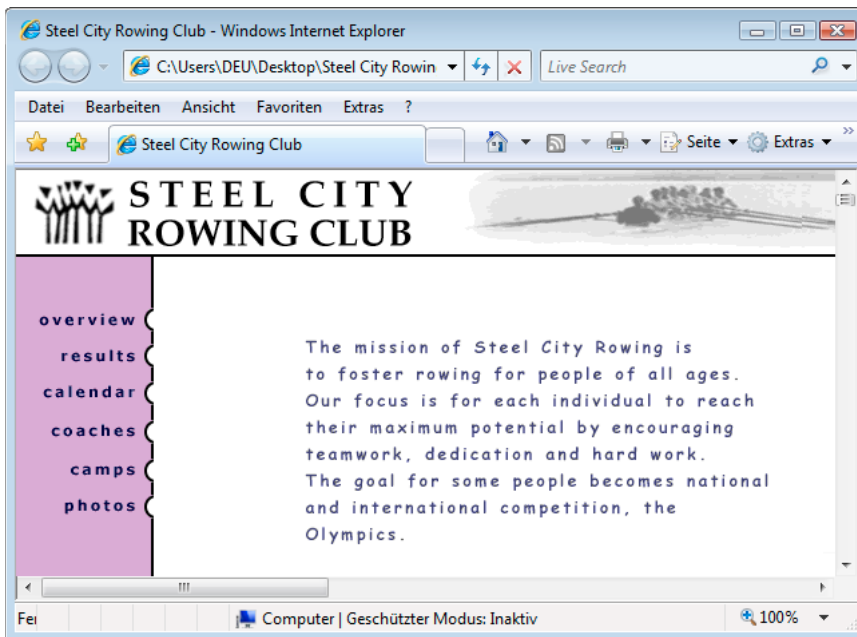 Steel City Rowing Club - Windows Internet Explorer
C:\Users\DEU\Desktop\Steel City Rowin
Live Search
Datei Bearbeiten Ansicht Favoriten Extras ?
Steel City Rowing Club
Seite
Extras
STEEL CITY
ROWING CLUB
overview
results
calendar
coaches
camps
photos
The mission of Steel City Rowing is
to foster rowing for people of all ages.
Our focus is for each individual to reach
their maximum potential by encouraging
teamwork, dedication and hard work.
The goal for some people becomes national
and international competition, the
Olympics.
Computer | Geschützter Modus: Inaktiv
100%